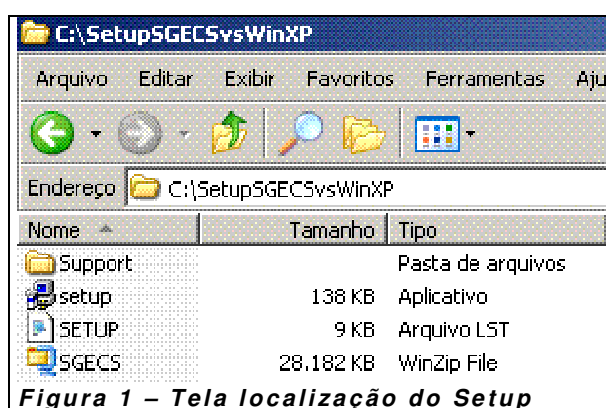 C:\SetupSGECSvsWinXP
Arquivo Editar Exibir Favoritos Ferramentas Aju
Endereço C:\SetupSGECSvsWinXP
Nome Tamanho Tipo
Support Pasta de arquivos
setup 138 KB Aplicativo
SETUP 9 KB Arquivo LST
SGECS 28.182 KB WinZip File
Figura 1 – Tela localização do Setup